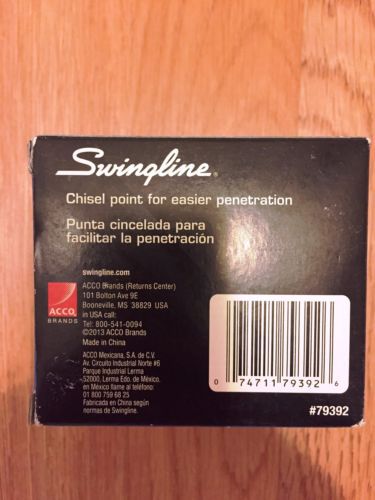 Swingline®
Chisel point for easier penetration
Punta cincelada para
facilitar la penetración
swingline.com
ACCO Brands (Returns Center)
101 Bolton Ave 9E
Booneville, MS 38829 USA
in USA call:
Tel: 800-541-0094
©2013 ACCO Brands
Made in China
ACCO
BRANDS
ACCO Mexicana, S.A. de C.V.
Av. Circuito Industrial Norte #6
Parque Industrial Lerma
52000, Lerma Edo. de México.
en México llame al teléfono
01 800 759 68 25
Fabricada en China según
normas de Swingline.
0 74711 79392 6
#79392